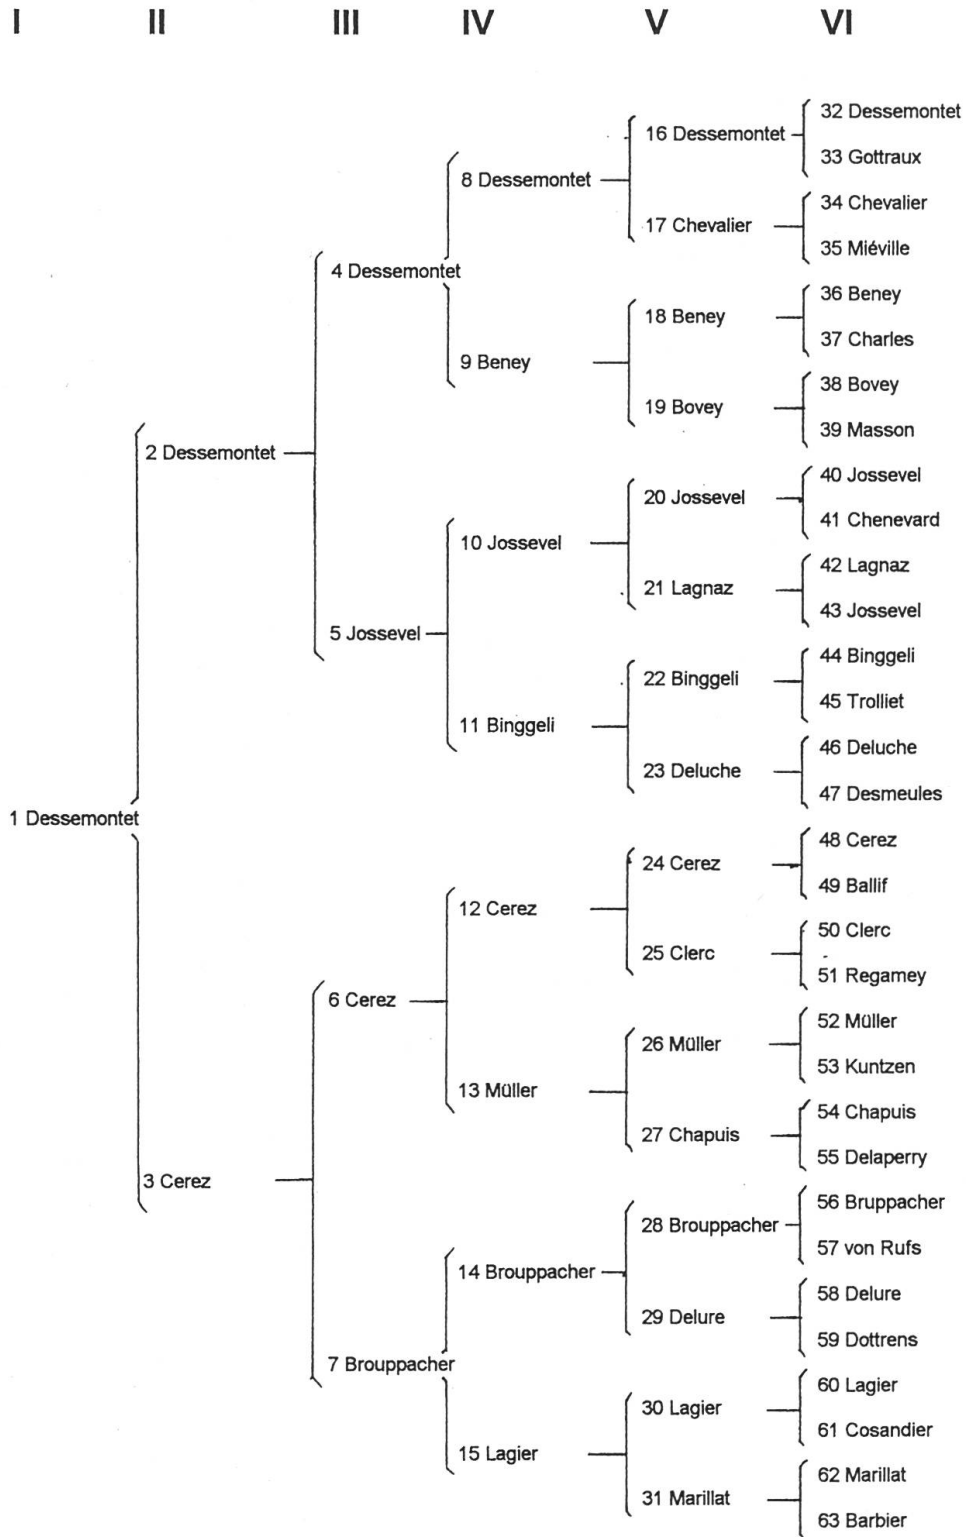 I II III IV V VI
32 Dessemontet
16 Dessemontet
33 Gottraux
8 Dessemontet
34 Chevalier
17 Chevalier
35 Miéville
4 Dessemontet
36 Beney
18 Beney
37 Charles
9 Beney
38 Bovey
19 Bovey
39 Masson
2 Dessemontet
40 Jossevel
20 Jossevel
41 Chenevard
10 Jossevel
42 Lagnaz
21 Lagnaz
43 Jossevel
5 Jossevel
44 Binggeli
22 Binggeli
45 Trolliet
11 Binggeli
46 Deluche
23 Deluche
47 Desmeules
1 Dessemontet
48 Cerez
24 Cerez
49 Ballif
12 Cerez
50 Clerc
25 Clerc
51 Regamey
6 Cerez
52 Müller
26 Müller
53 Kuntzen
13 Müller
54 Chapuis
27 Chapuis
55 Delaperry
3 Cerez
56 Bruppacher
28 Brouppacher
57 von Rufs
14 Brouppacher
58 Delure
29 Delure
59 Dottrens
7 Brouppacher
60 Lagier
30 Lagier
61 Cosandier
15 Lagier
62 Marillat
31 Marillat
63 Barbier